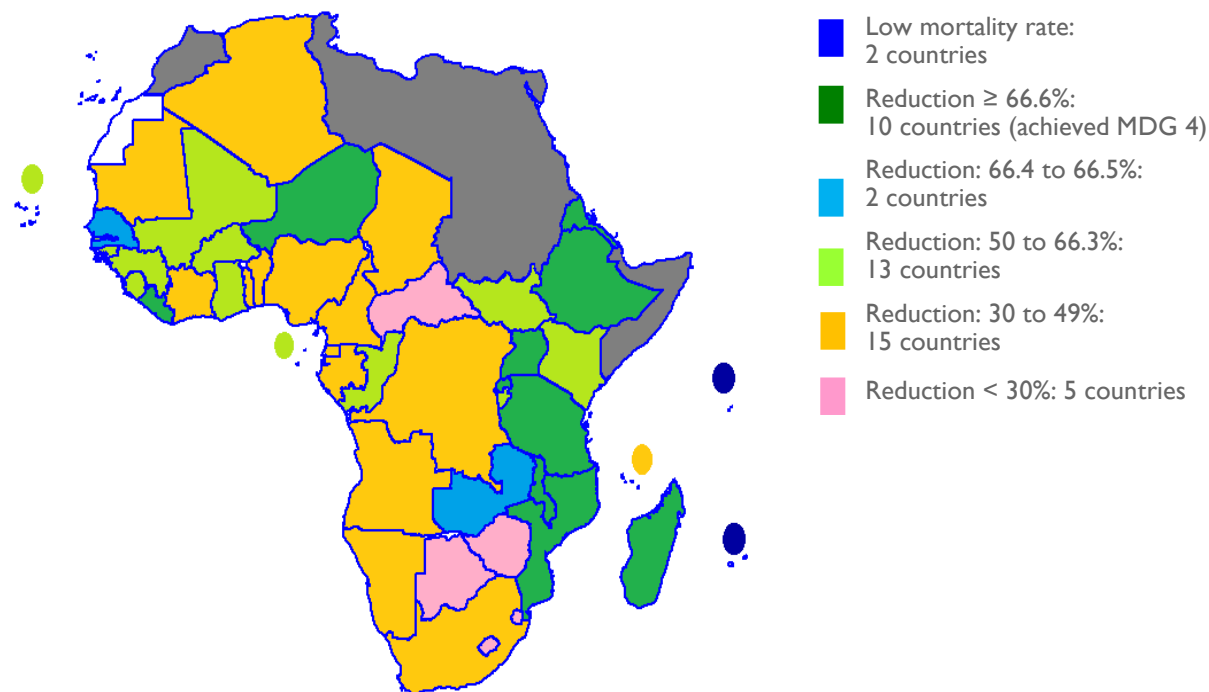 Low mortality rate:
2 countries
Reduction ≥ 66.6%:
10 countries (achieved MDG 4)
Reduction: 66.4 to 66.5%:
2 countries
Reduction: 50 to 66.3%:
13 countries
Reduction: 30 to 49%:
15 countries
Reduction < 30%: 5 countries